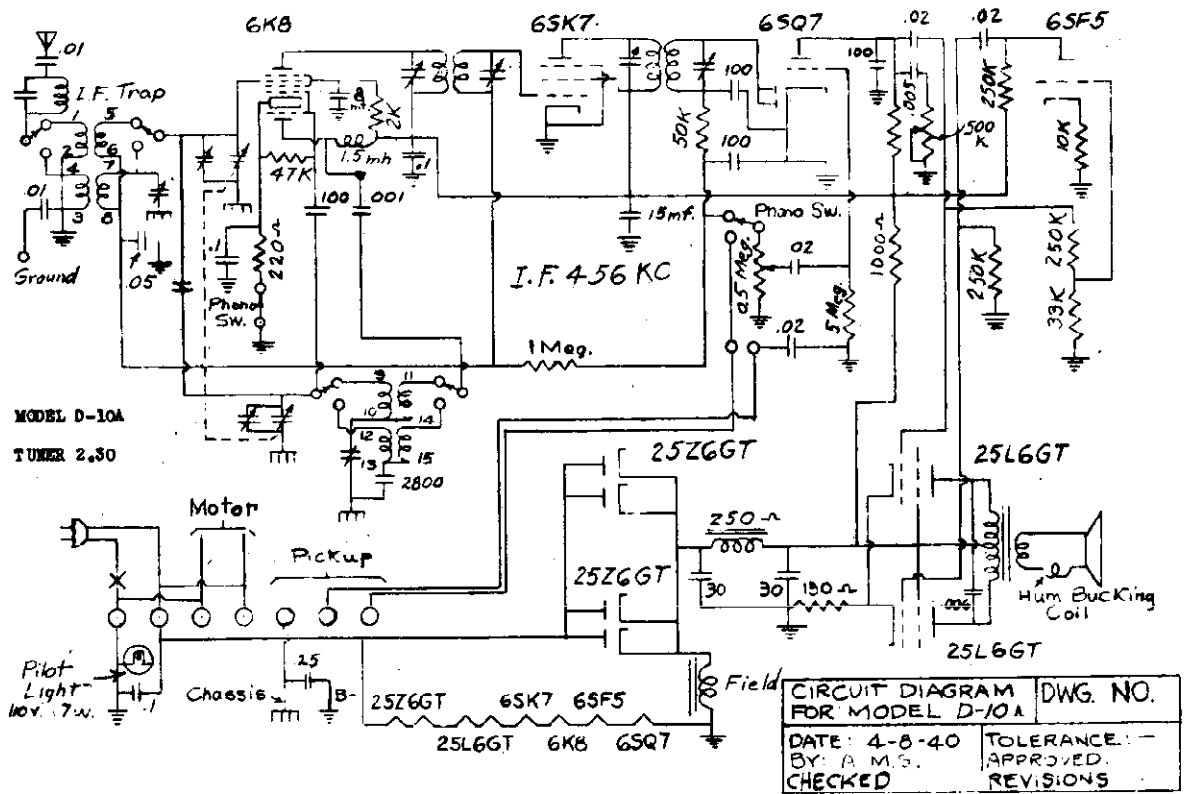 6K8
6SK7
6SQ7
6SF5
.01
.02
.02
I.F. Trap
1
5
2
6
4
7
3
8
.01
Ground
.05
.1
220Ω
Phono
Sw.
47K
1.5mh
2K
.1
100
.001
50K
100
100
15mf.
I.F. 456 KC
Phono Sw.
0.5 Meg.
.02
.02
5 Meg.
100
.005
500
K
1000Ω
250K
10K
250K
250K
33K
1 Meg.
9
11
10
14
12
13
15
2800
MODEL D-10A
TUNER 2.30
Motor
Pickup
25Z6GT
25Z6GT
250Ω
30
30
130Ω
25L6GT
25L6GT
.006
Hum Bucking
Coil
Pilot
Light
110v. 7w.
.1
Chassis
.25
B-
Field
25Z6GT
6SK7
6SF5
25L6GT
6K8
6SQ7
CIRCUIT DIAGRAM
FOR MODEL D-10A
DWG. NO.
DATE: 4-8-40
BY: A.M.S.
CHECKED
TOLERANCE: -
APPROVED.
REVISIONS